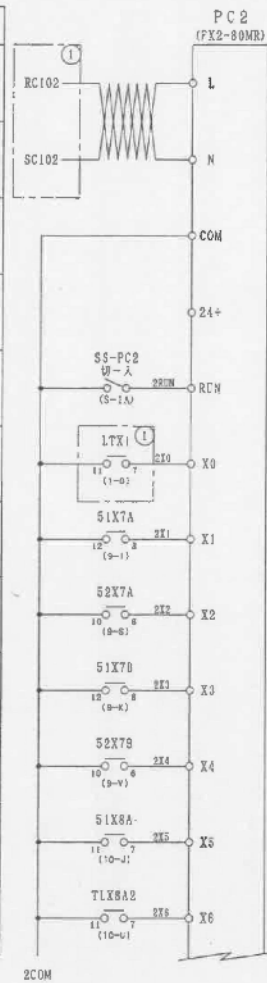 PC2
(FX2-80MR)
①
RC102
L
SC102
N
COM
24+
SS-PC2
切-入
2RUN
RUN
(S-1A)
LTX1
①
2X0
X0
11 7
(1-0)
51X7A
2X1
X1
12 8
(9-I)
52X7A
2X2
X2
10 6
(9-S)
51X7B
2X3
X3
12 8
(9-K)
52X7B
2X4
X4
10 6
(9-V)
51X8A
2X5
X5
11 7
(10-J)
TLX8A2
2X6
X6
11 7
(10-U)
2COM